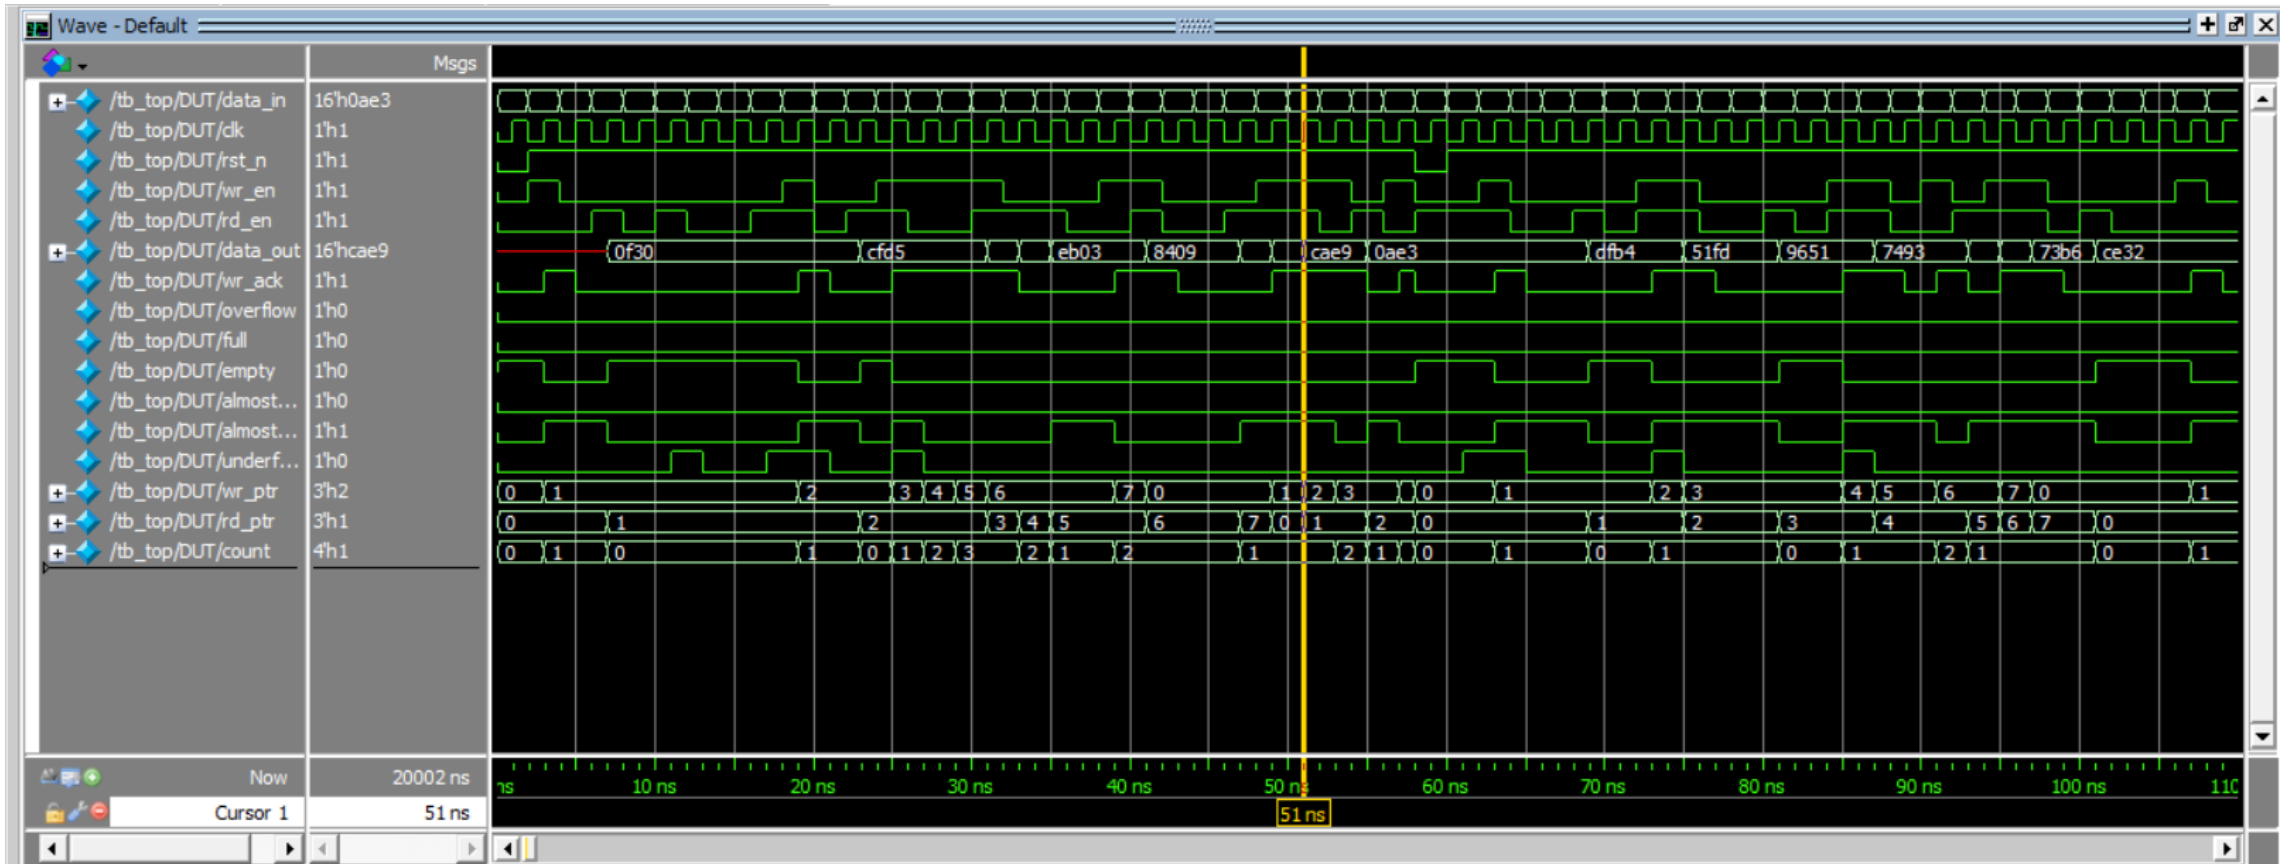 Wave - Default
Msgs
/tb_top/DUT/data_in 16'h0ae3
/tb_top/DUT/clk 1'h1
/tb_top/DUT/rst_n 1'h1
/tb_top/DUT/wr_en 1'h1
/tb_top/DUT/rd_en 1'h1
/tb_top/DUT/data_out 16'hcae9 0f30 cfd5 eb03 8409 cae9 0ae3 dfb4 51fd 9651 7493 73b6 ce32
/tb_top/DUT/wr_ack 1'h1
/tb_top/DUT/overflow 1'h0
/tb_top/DUT/full 1'h0
/tb_top/DUT/empty 1'h0
/tb_top/DUT/almost... 1'h0
/tb_top/DUT/almost... 1'h1
/tb_top/DUT/underf... 1'h0
/tb_top/DUT/wr_ptr 3'h2 0 1 2 3 4 5 6 7 0 1 2 3 0 1 2 3 4 5 6 7 0 1
/tb_top/DUT/rd_ptr 3'h1 0 1 2 3 4 5 6 7 0 1 2 0 1 2 3 4 5 6 7 0
/tb_top/DUT/count 4'h1 0 1 0 1 0 1 2 3 2 1 2 1 2 1 0 1 0 1 0 1 2 1 0 1
Now 20002 ns ns 10 ns 20 ns 30 ns 40 ns 50 ns 60 ns 70 ns 80 ns 90 ns 100 ns 110
Cursor 1 51 ns 51 ns